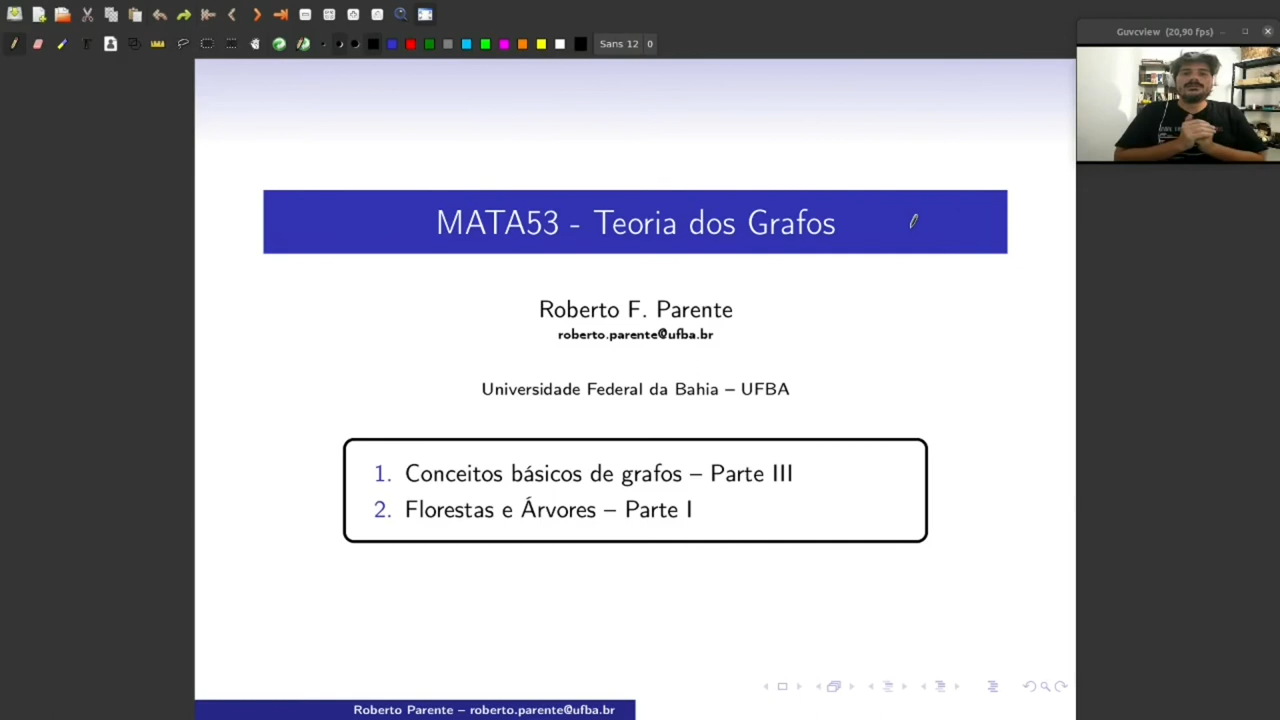 Sans 12 0
Guvcview (20,90 fps)
MATA53 - Teoria dos Grafos
Roberto F. Parente
roberto.parente@ufba.br
Universidade Federal da Bahia – UFBA
1. Conceitos básicos de grafos – Parte III
2. Florestas e Árvores – Parte I
Roberto Parente – roberto.parente@ufba.br